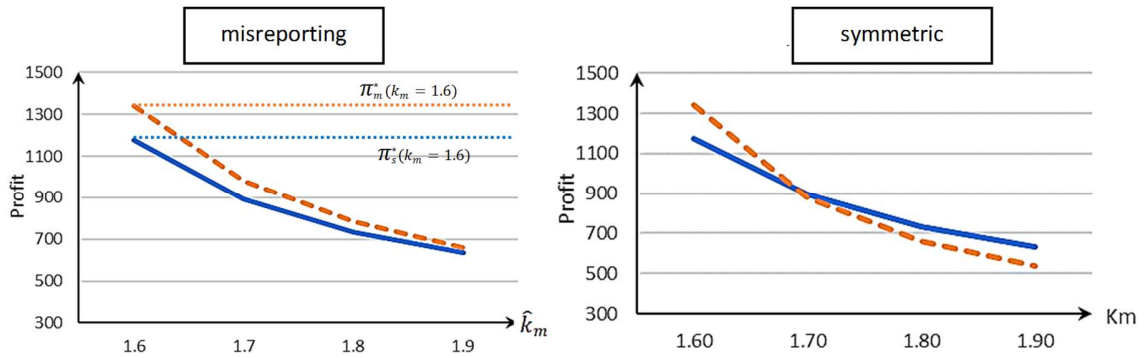 misreporting
Profit
1500
1300
1100
900
700
500
300
π*m(km = 1.6)
π*s(km = 1.6)
1.6 1.7 1.8 1.9
k̂m
symmetric
Profit
1500
1300
1100
900
700
500
300
1.60 1.70 1.80 1.90
Km